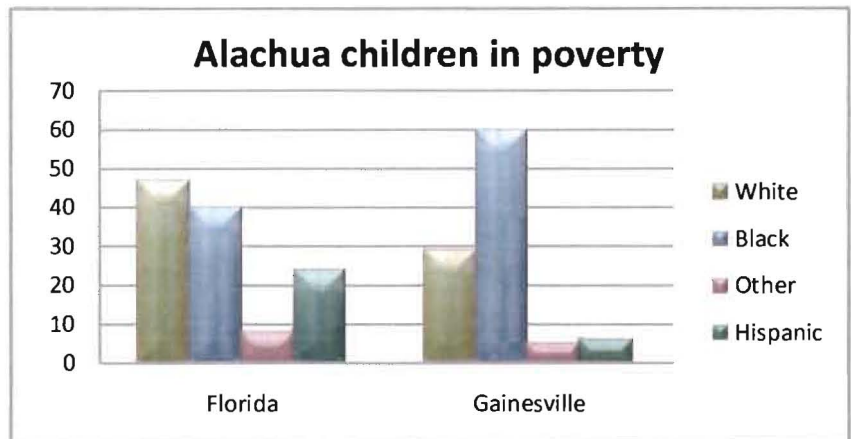 Alachua children in poverty
70
60
50
40
30
20
10
0
Florida Gainesville
White
Black
Other
Hispanic